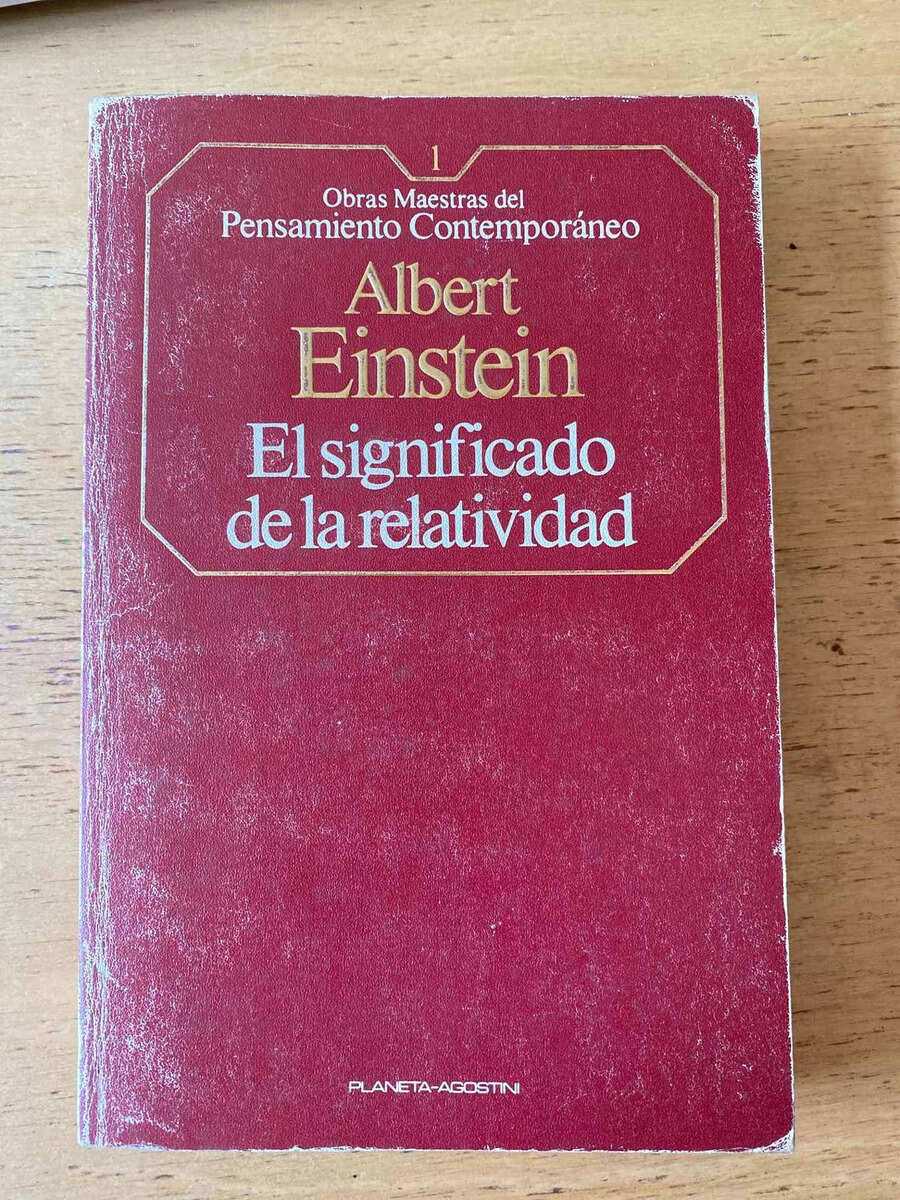 1
Obras Maestras del
Pensamiento Contemporáneo
Albert
Einstein
El significado
de la relatividad
PLANETA-AGOSTINI